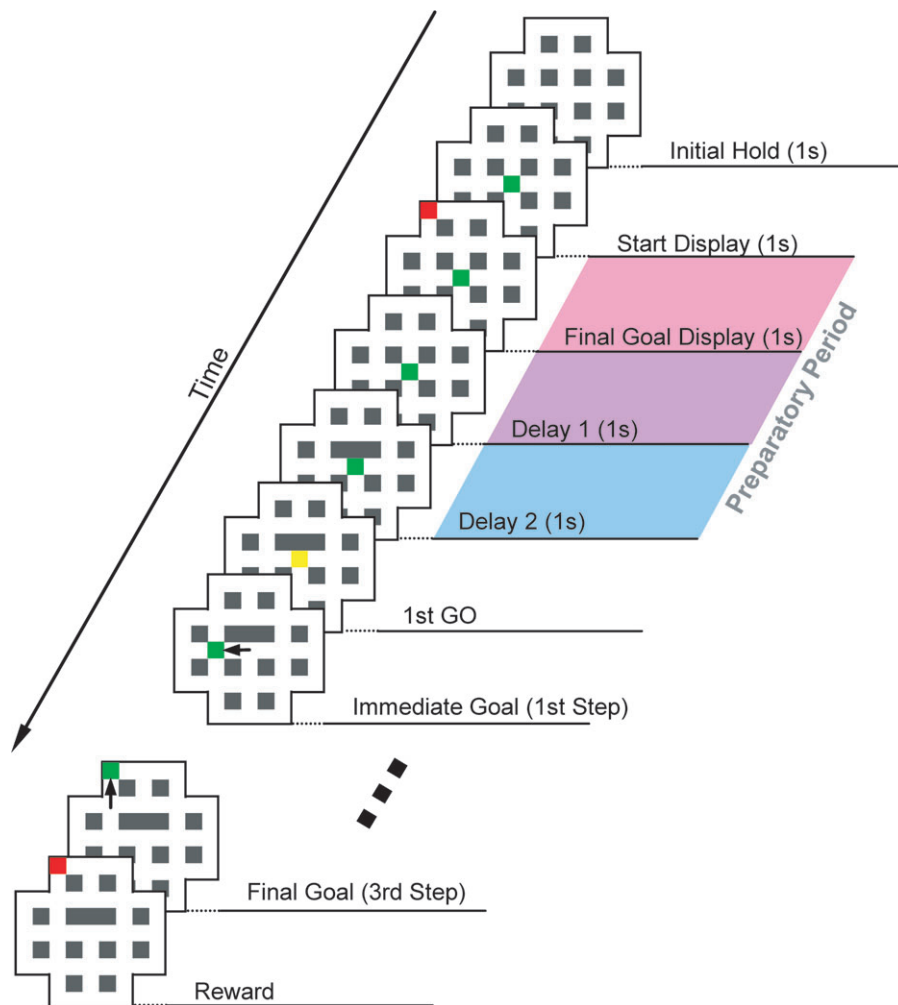 Initial Hold (1s)
Start Display (1s)
Time
Final Goal Display (1s)
Preparatory Period
Delay 1 (1s)
Delay 2 (1s)
1st GO
Immediate Goal (1st Step)
Final Goal (3rd Step)
Reward